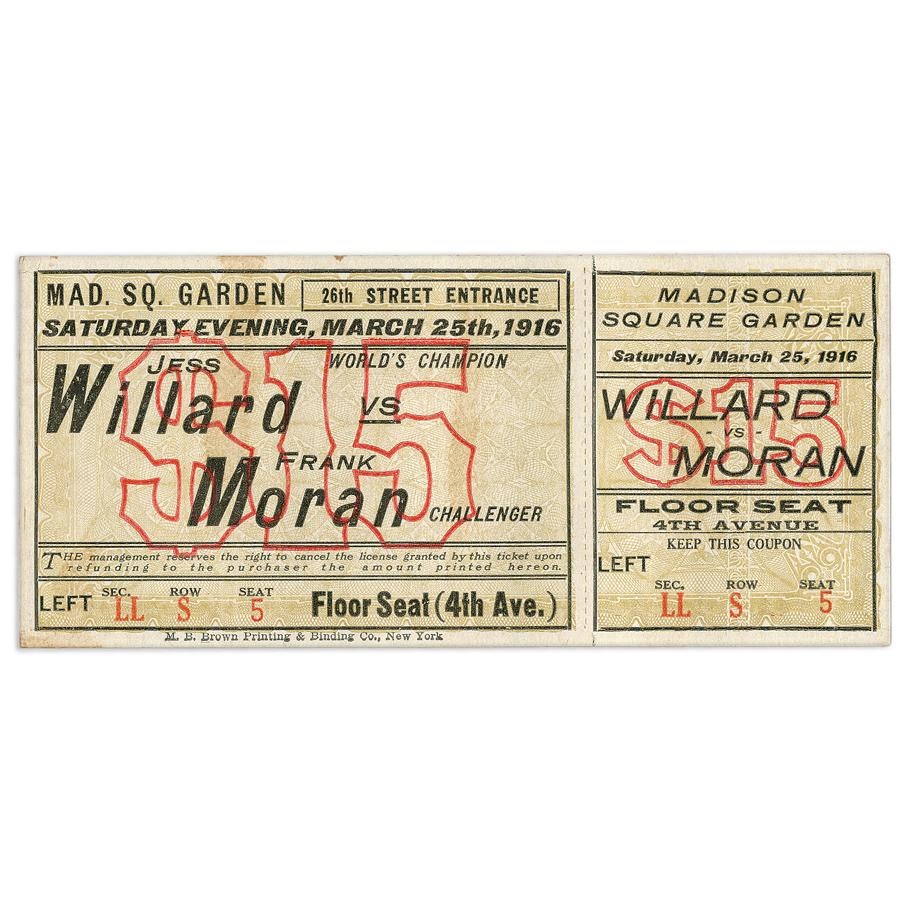 MAD. SQ. GARDEN
26th STREET ENTRANCE
SATURDAY EVENING, MARCH 25th, 1916
$15
JESS
WORLD'S CHAMPION
Willard
VS
FRANK
Moran
CHALLENGER
THE management reserves the right to cancel the license granted by this ticket upon
refunding to the purchaser the amount printed hereon.
SEC. ROW SEAT
LEFT LL S 5 Floor Seat (4th Ave.)
M. B. Brown Printing & Binding Co., New York
MADISON
SQUARE GARDEN
Saturday, March 25, 1916
$15
WiLLARD
- vs -
MORAN
FLOOR SEAT
4TH AVENUE
KEEP THIS COUPON
LEFT
SEC. ROW SEAT
LL S 5